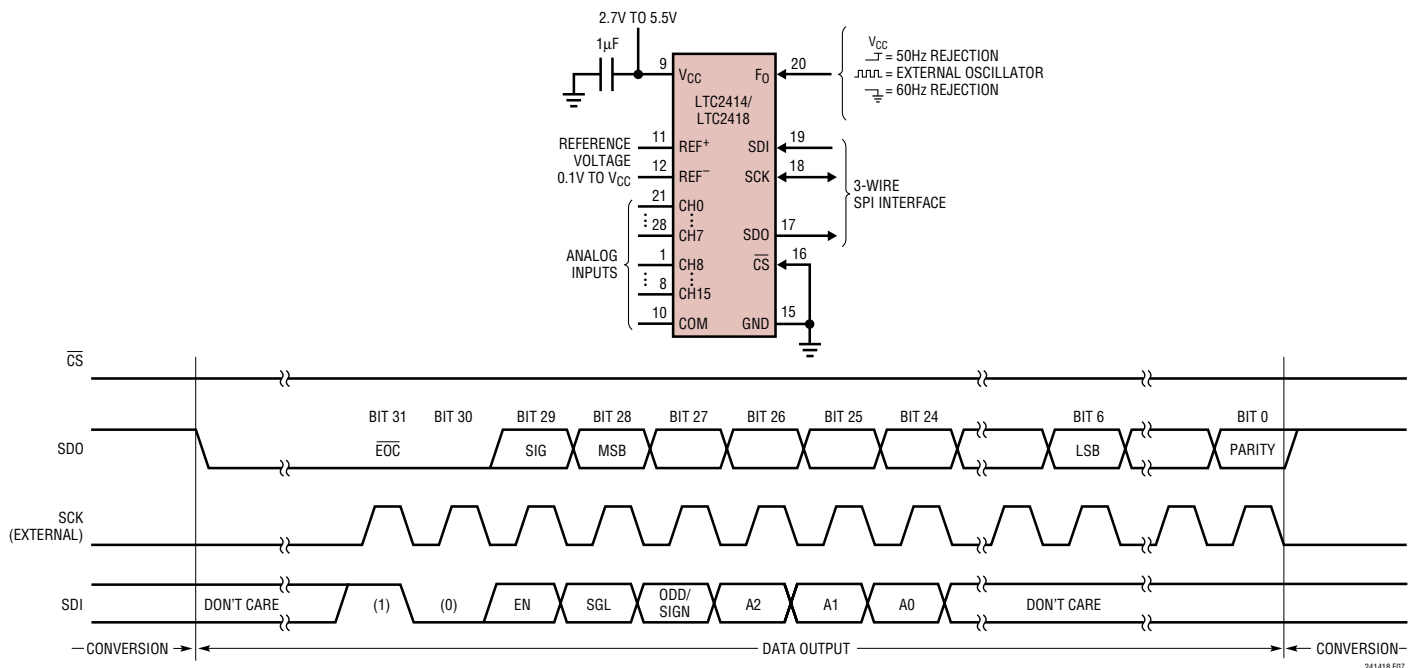 2.7V TO 5.5V
1µF
9
VCC
LTC2414/
LTC2418
FO
20
VCC
= 50Hz REJECTION
= EXTERNAL OSCILLATOR
= 60Hz REJECTION
REFERENCE
VOLTAGE
0.1V TO VCC
11
REF+
12
REF−
SDI
19
SCK
18
3-WIRE
SPI INTERFACE
ANALOG
INPUTS
21
CH0
28
CH7
1
CH8
8
CH15
10
COM
SDO
17
CS
16
GND
15
CS
BIT 31
BIT 30
BIT 29
BIT 28
BIT 27
BIT 26
BIT 25
BIT 24
BIT 6
BIT 0
SDO
EOC
SIG
MSB
LSB
PARITY
SCK
(EXTERNAL)
SDI
DON'T CARE
(1)
(0)
EN
SGL
ODD/
SIGN
A2
A1
A0
DON'T CARE
CONVERSION
DATA OUTPUT
CONVERSION
241418 F07